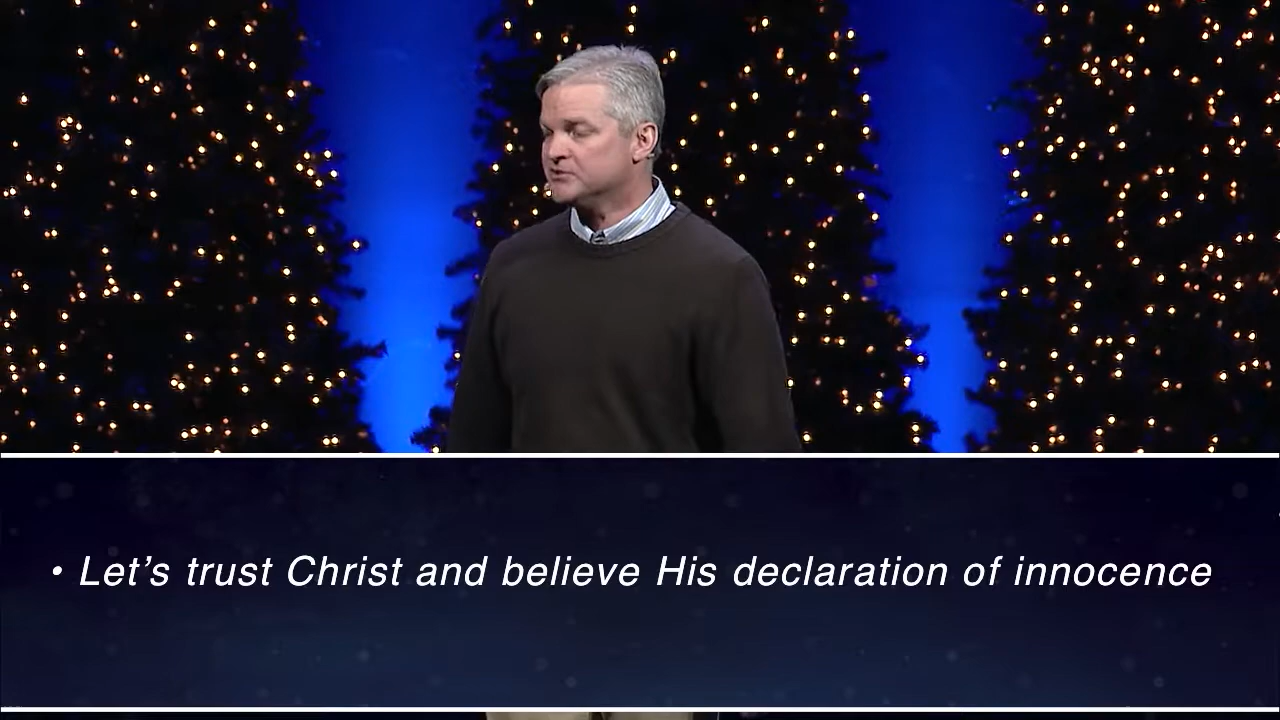 • Let’s trust Christ and believe His declaration of innocence